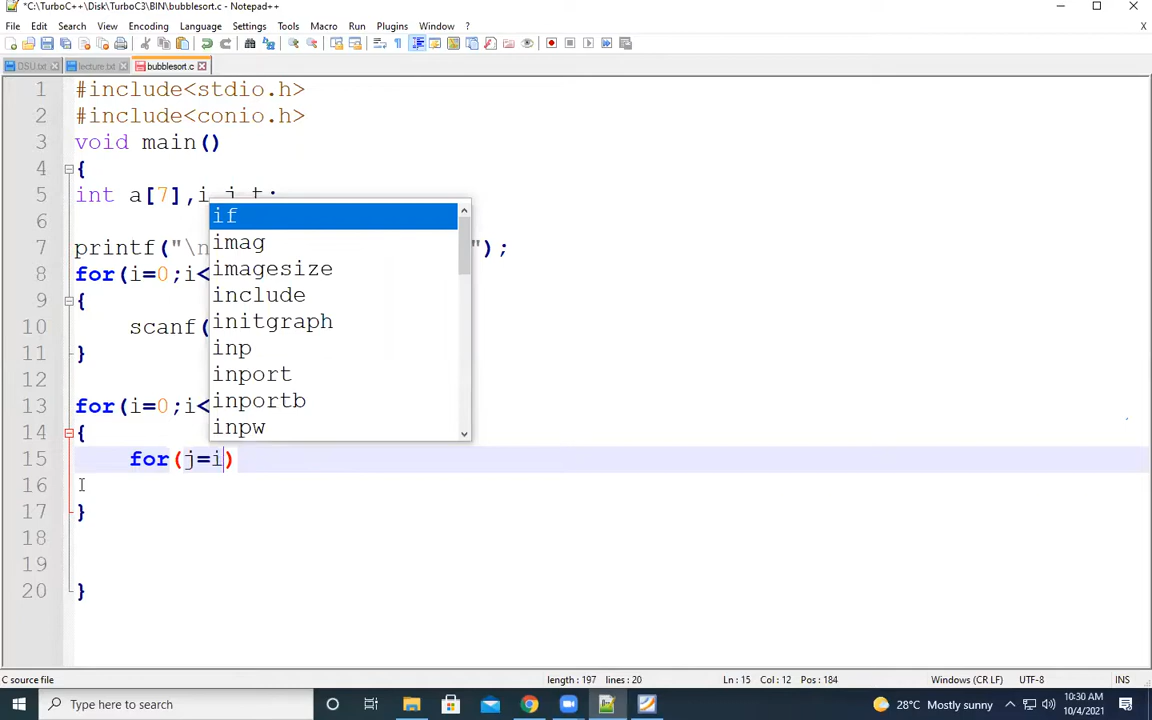 *C:\TurboC++\Disk\TurboC3\BIN\bubblesort.c - Notepad++
File Edit Search View Encoding Language Settings Tools Macro Run Plugins Window ?
X
DSU.txt lecture.txt bubblesort.c
1 #include<stdio.h>
2 #include<conio.h>
3 void main()
4 {
5 int a[7],i,j,t;
6
7 printf("\n ");
8 for(i=0;i<
9 {
10 scanf(
11 }
12
13 for(i=0;i<
14 {
15 for(j=i)
16
17 }
18
19
20 }
if
imag
imagesize
include
initgraph
inp
inport
inportb
inpw
C source file length : 197 lines : 20 Ln : 15 Col : 12 Pos : 184 Windows (CR LF) UTF-8 INS
Type here to search 28°C Mostly sunny 10:30 AM
10/4/2021